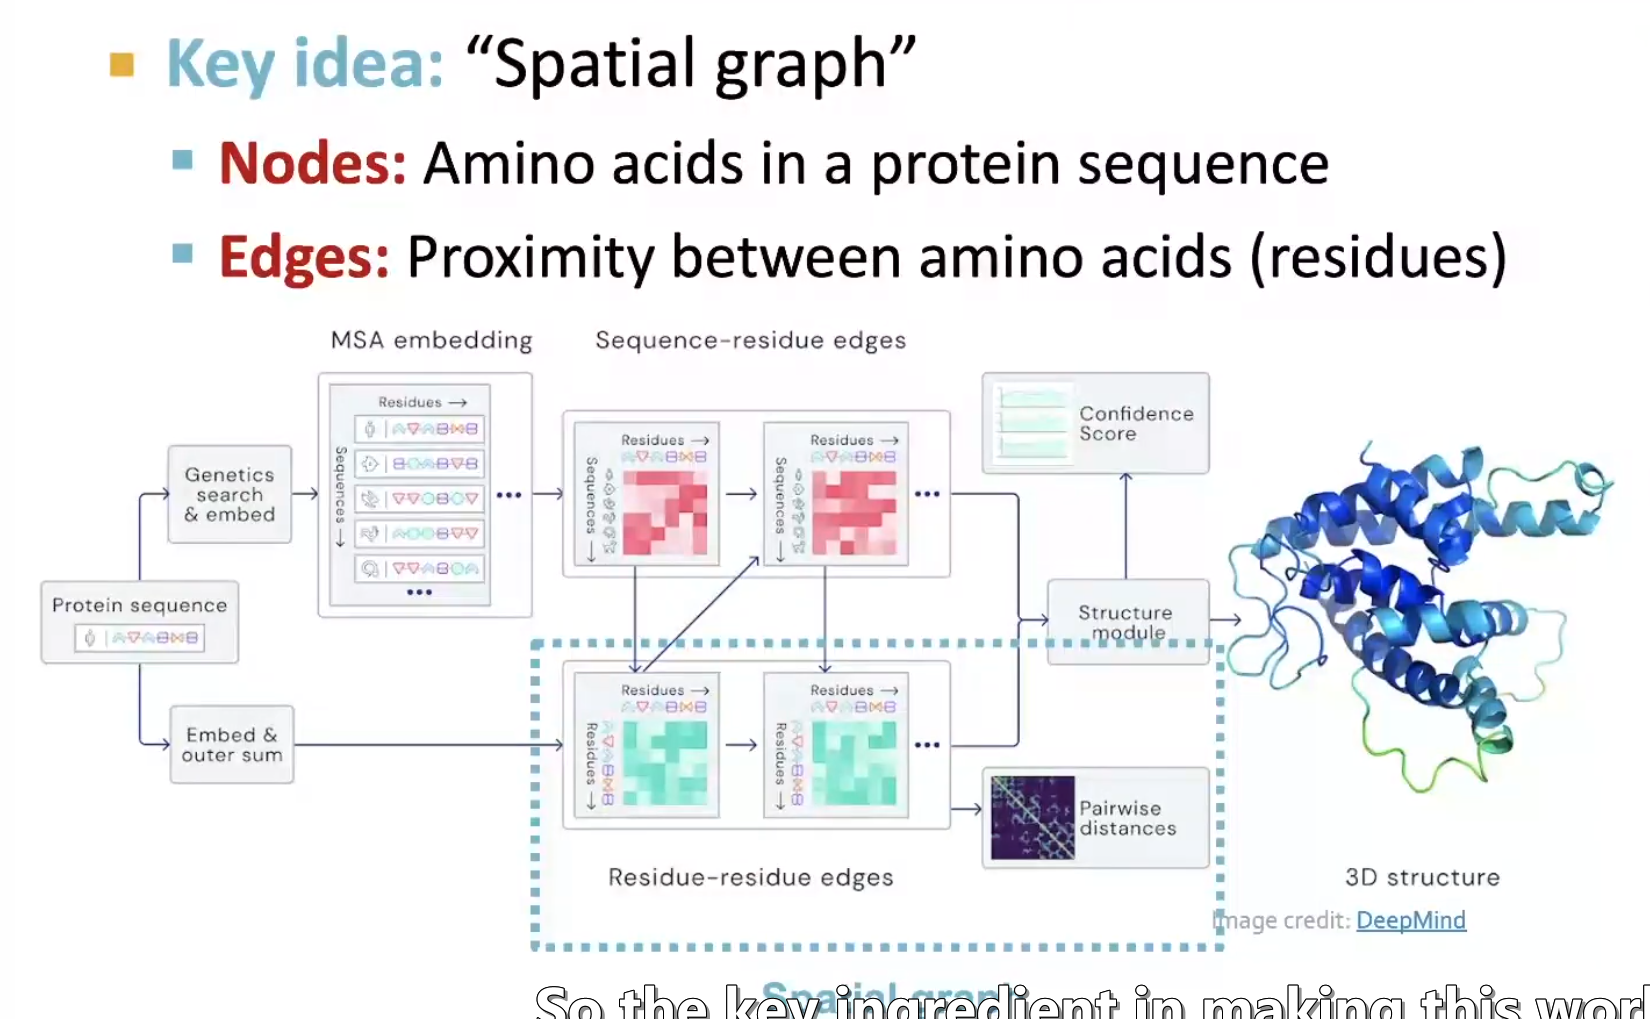 Key idea: “Spatial graph”
Nodes: Amino acids in a protein sequence
Edges: Proximity between amino acids (residues)
MSA embedding
Sequence-residue edges
Residues →
Sequences →
Residues →
Sequences →
Residues →
Sequences →
Confidence
Score
Genetics
search
& embed
Protein sequence
Structure
module
Embed &
outer sum
Residues →
Residues →
Residues →
Residues →
Pairwise
distances
Residue-residue edges
3D structure
Image credit: DeepMind
Spatial graph
So the key ingredient in making this wor